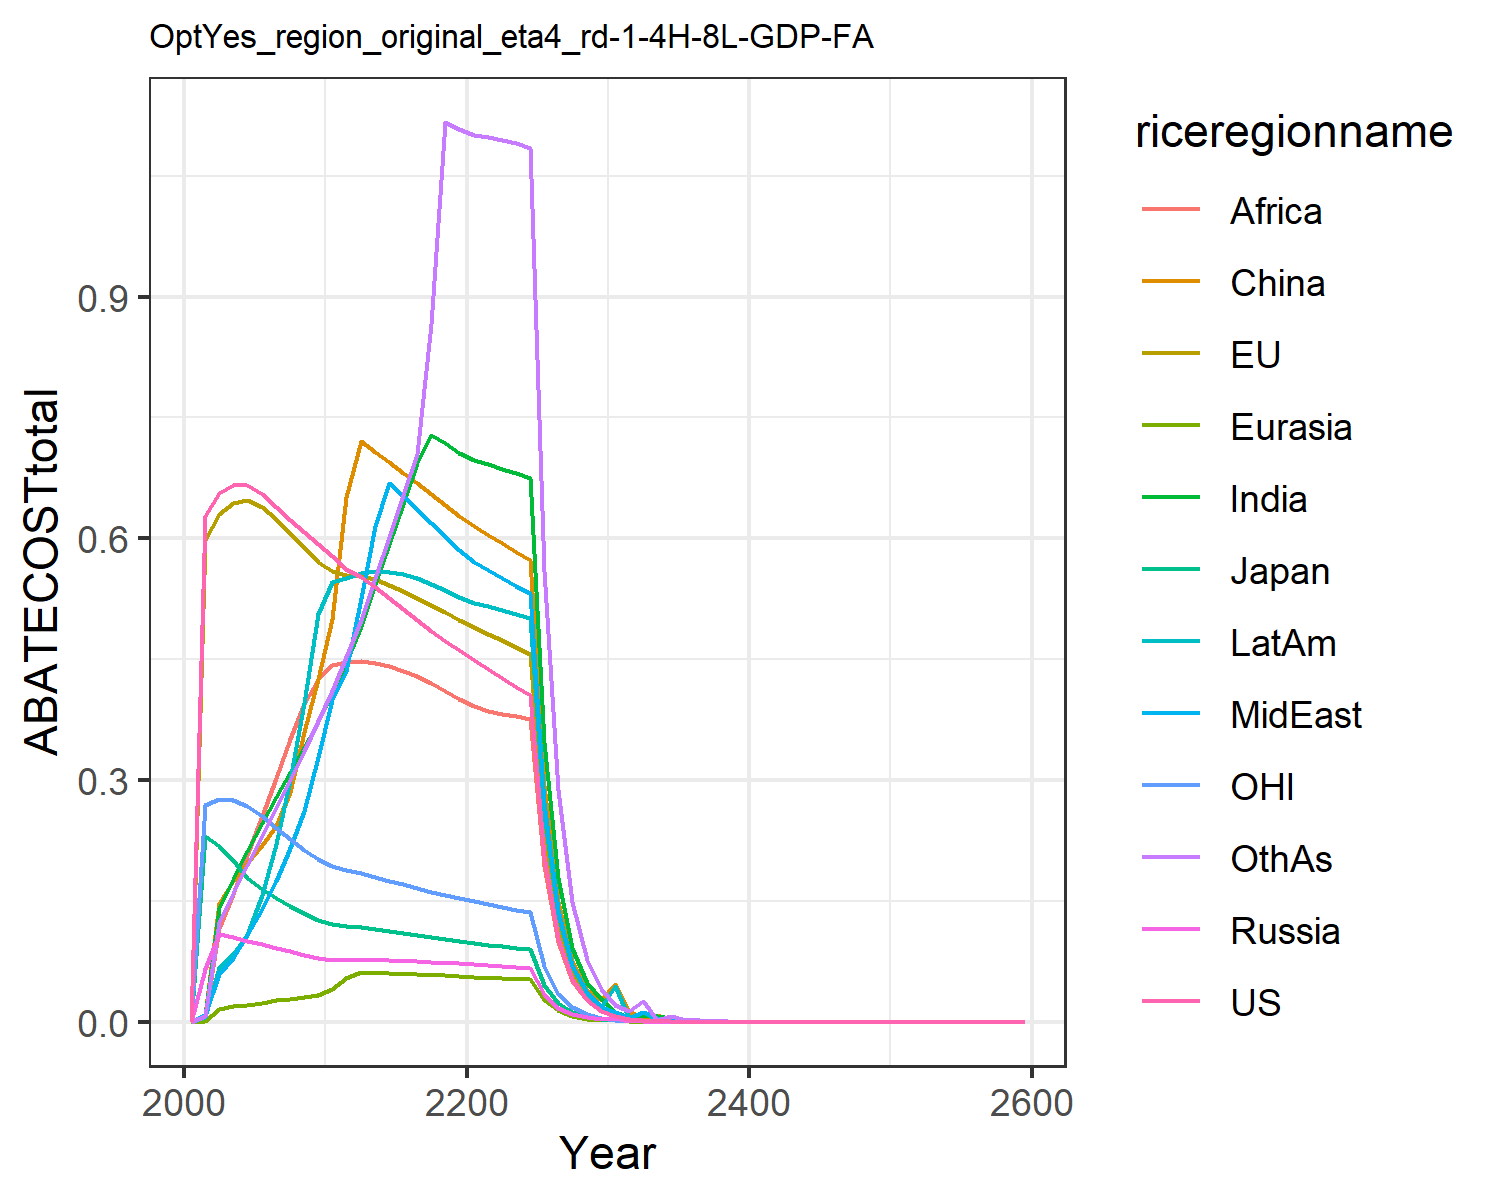 OptYes_region_original_eta4_rd-1-4H-8L-GDP-FA
ABATECOSTtotal
0.9
0.6
0.3
0.0
2000
2200
2400
2600
Year
riceregionname
Africa
China
EU
Eurasia
India
Japan
LatAm
MidEast
OHI
OthAs
Russia
US